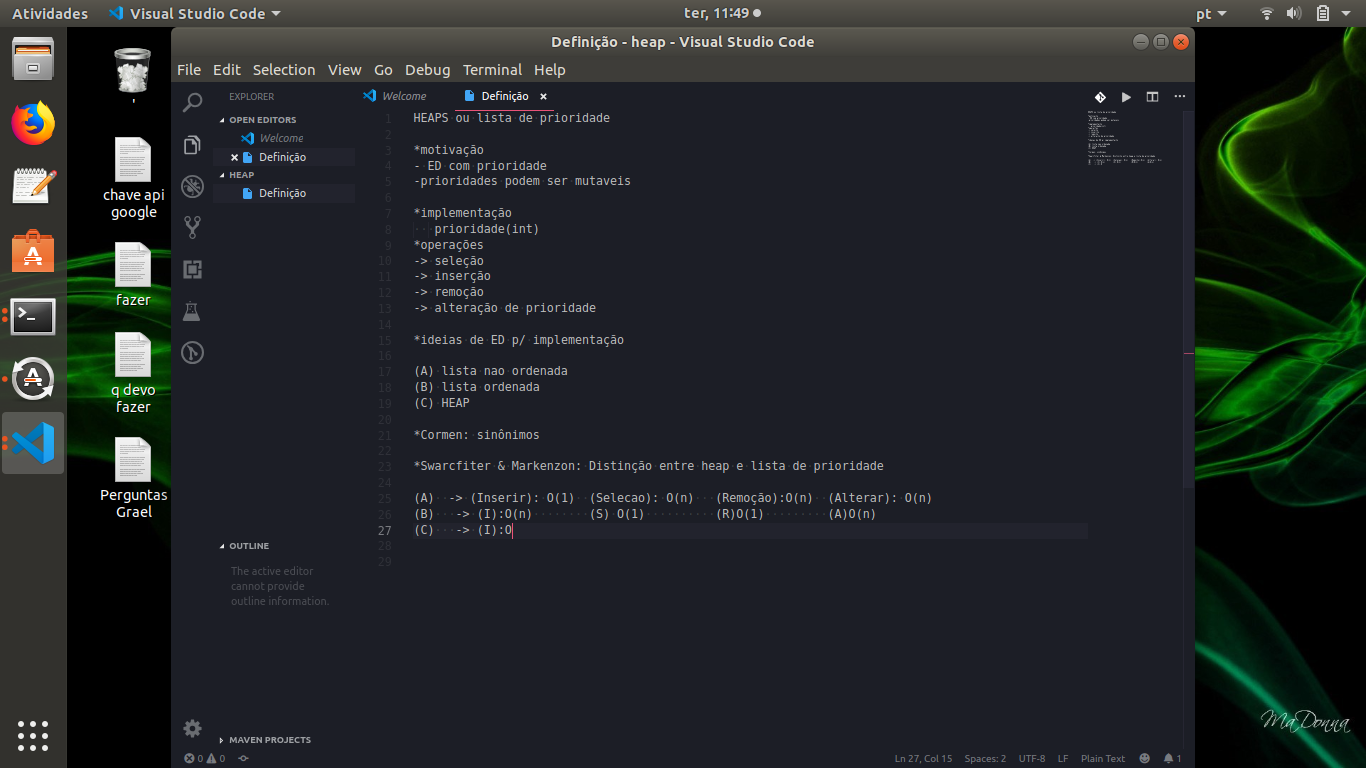 Atividades Visual Studio Code ter, 11:49 pt
Definição - heap - Visual Studio Code
File Edit Selection View Go Debug Terminal Help
'
chave api
google
fazer
q devo
fazer
Perguntas
Grael
EXPLORER
OPEN EDITORS
Welcome
Definição
HEAP
Definição
OUTLINE
The active editor
cannot provide
outline information.
MAVEN PROJECTS
Welcome Definição
1 HEAPS ou lista de prioridade
2
3 *motivação
4 - ED com prioridade
5 -prioridades podem ser mutaveis
6
7 *implementação
8 prioridade(int)
9 *operações
10 -> seleção
11 -> inserção
12 -> remoção
13 -> alteração de prioridade
14
15 *ideias de ED p/ implementação
16
17 (A) lista nao ordenada
18 (B) lista ordenada
19 (C) HEAP
20
21 *Cormen: sinônimos
22
23 *Swarcfiter & Markenzon: Distinção entre heap e lista de prioridade
24
25 (A) -> (Inserir): O(1) (Selecao): O(n) (Remoção):O(n) (Alterar): O(n)
26 (B) -> (I):O(n) (S) O(1) (R)O(1) (A)O(n)
27 (C) -> (I):O
28
29
0 0 Ln 27, Col 15 Spaces: 2 UTF-8 LF Plain Text 1
MaDonna